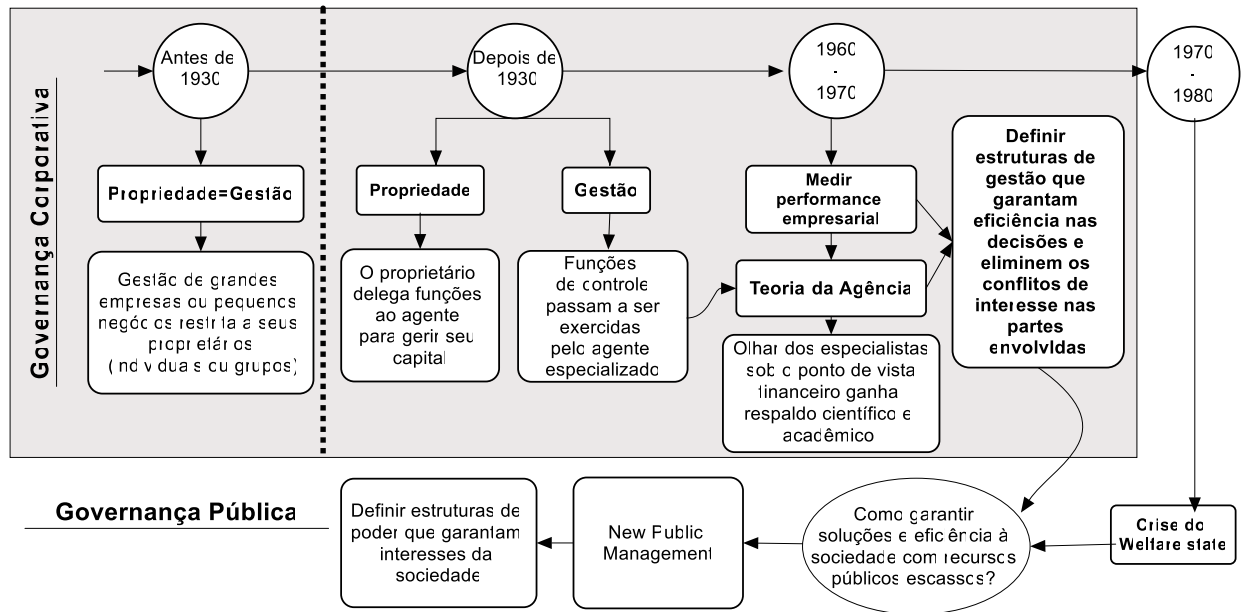 Governança Corporativa
Antes de
1930
Depois de
1930
1960
-
1970
1970
-
1980
Propriedade=Gestão
Gestão de grandes
empresas ou pequenos
negócios restrita a seus
proprietários
(individuais ou grupos)
Propriedade
O proprietário
delega funções
ao agente
para gerir seu
capital
Gestão
Funções
de controle
passam a ser
exercidas
pelo agente
especializado
Medir
performance
empresarial
Teoria da Agência
Olhar dos especialistas
sob o ponto de vista
financeiro ganha
respaldo científico e
acadêmico
Definir
estruturas de
gestão que
garantam
eficiência nas
decisões e
eliminem os
conflitos de
interesse nas
partes
envolvidas
Governança Pública
Definir estruturas de
poder que garantam
interesses da
sociedade
New Public
Management
Como garantir
soluções e eficiência à
sociedade com recursos
públicos escassos?
Crise do
Welfare state